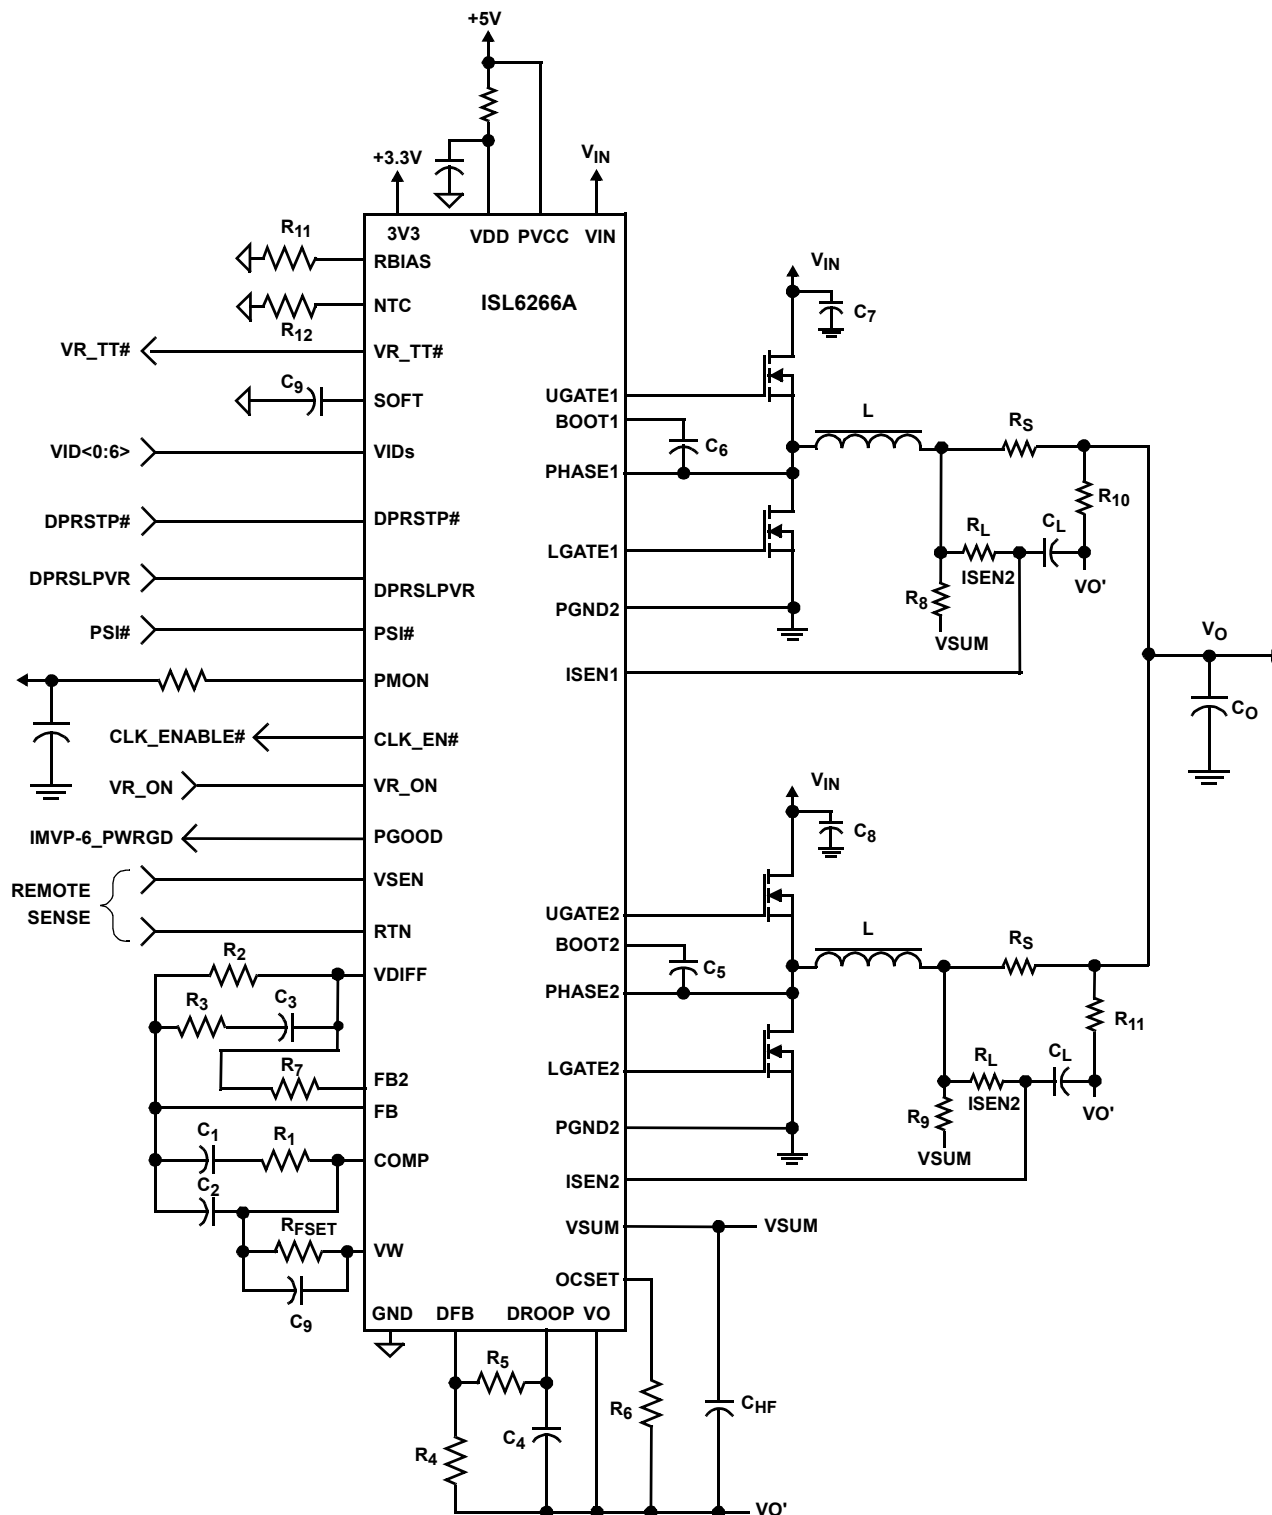 +5V
+3.3V
VIN
3V3
VDD
PVCC
VIN
ISL6266A
R11
RBIAS
NTC
R12
VR_TT#
VR_TT#
C9
SOFT
VID<0:6>
VIDs
DPRSTP#
DPRSTP#
DPRSLPVR
DPRSLPVR
PSI#
PSI#
PMON
CLK_ENABLE#
CLK_EN#
VR_ON
VR_ON
IMVP-6_PWRGD
PGOOD
REMOTE
SENSE
VSEN
RTN
R2
VDIFF
R3
C3
R7
FB2
FB
C1
R1
COMP
C2
RFSET
VW
C9
GND
DFB
DROOP
VO
R5
R4
C4
R6
CHF
VO'
UGATE1
BOOT1
PHASE1
LGATE1
PGND2
ISEN1
VIN
C7
C6
L
RS
R10
RL
CL
ISEN2
VO'
R8
VSUM
VO
CO
UGATE2
BOOT2
PHASE2
LGATE2
PGND2
ISEN2
VSUM
VSUM
OCSET
VIN
C8
C5
L
RS
R11
RL
CL
ISEN2
VO'
R9
VSUM